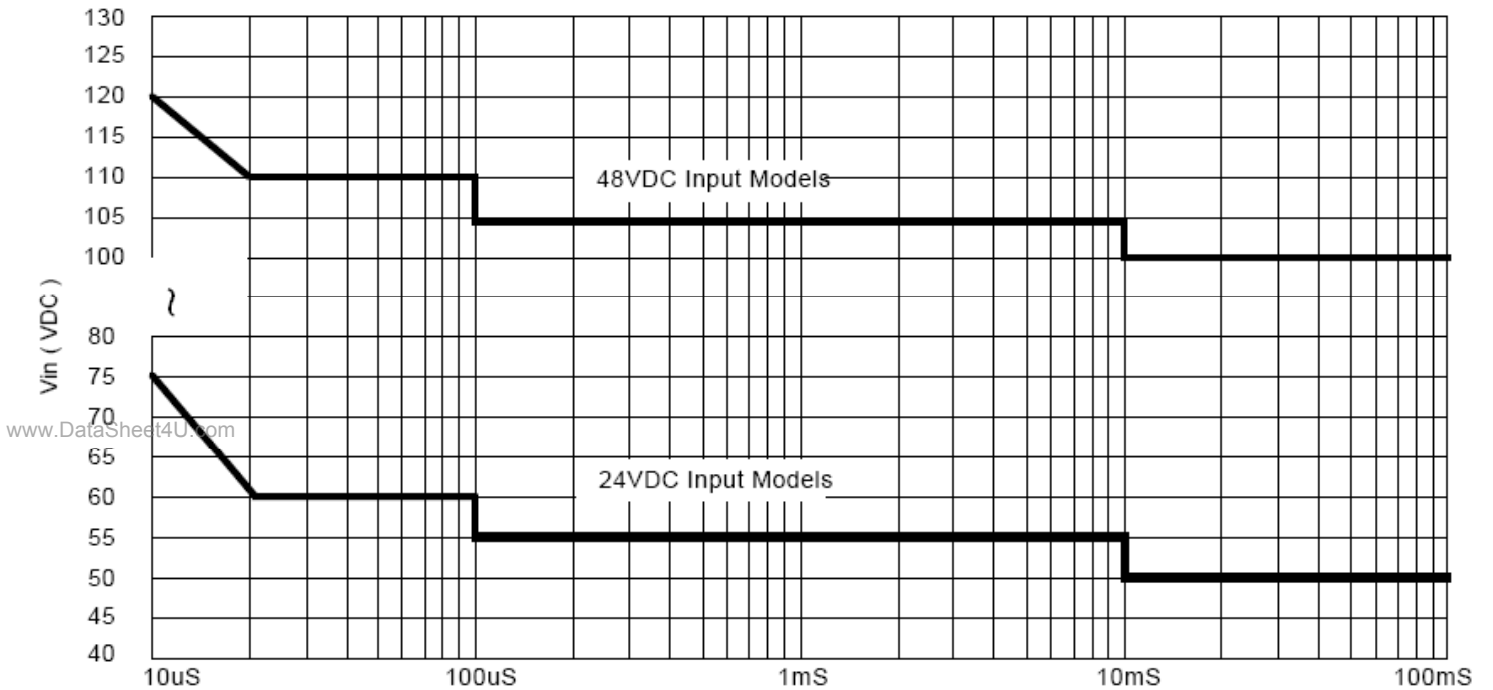 130
125
120
115
110
105
100
80
75
70
65
60
55
50
45
40
Vin ( VDC )
~
48VDC Input Models
24VDC Input Models
www.DataSheet4U.com
10uS
100uS
1mS
10mS
100mS